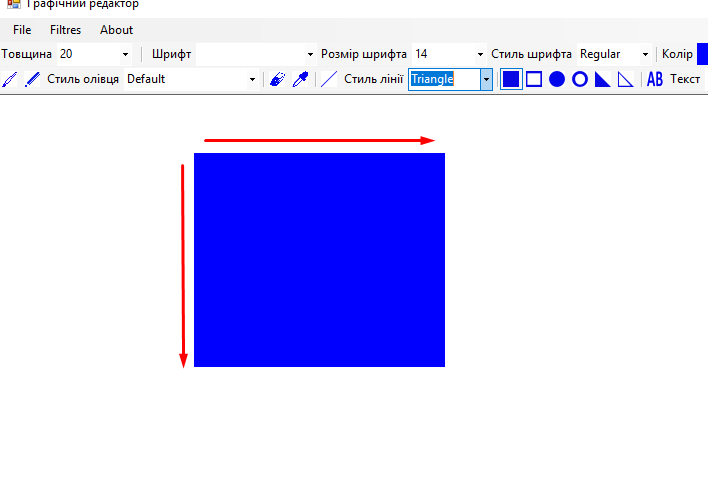 Графічний редактор
File Filtres About
Товщина 20 Шрифт Розмір шрифта 14 Стиль шрифта Regular Колір
Стиль олівця Default Стиль лінії Triangle AB Текст